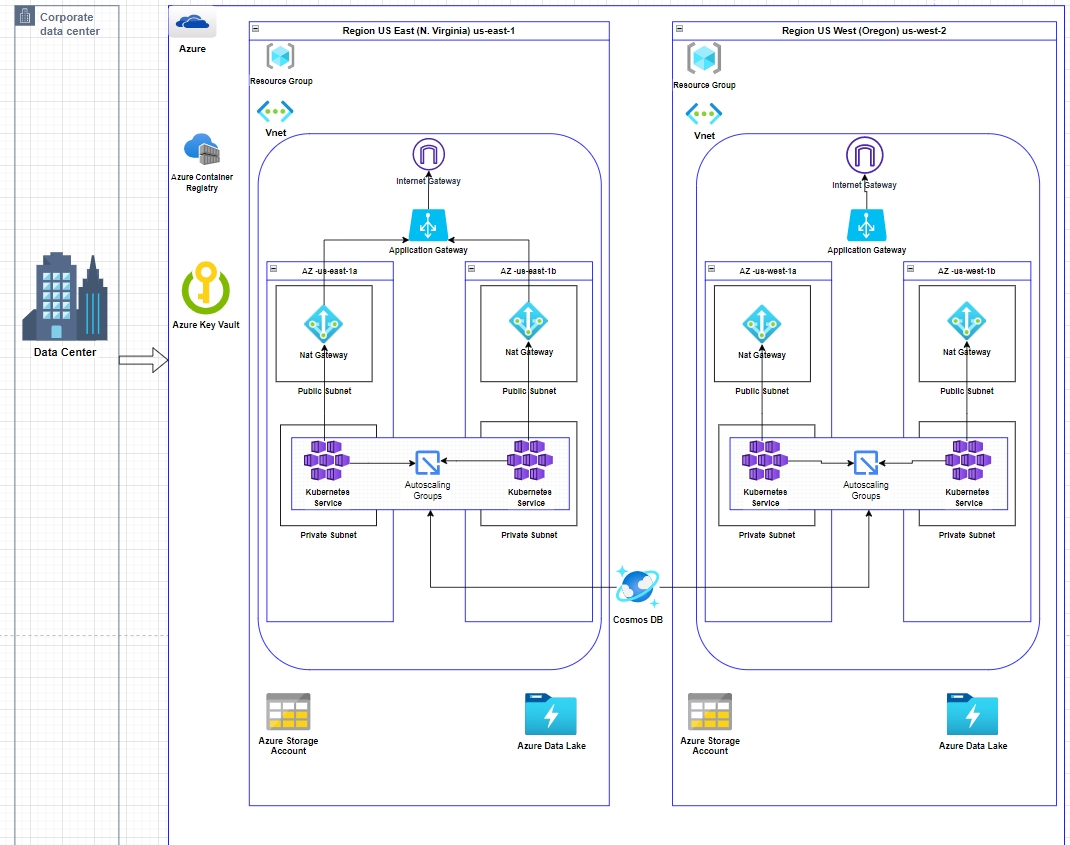 Corporate
data center
Data Center
Azure
Azure Container
Registry
Azure Key Vault
Region US East (N. Virginia) us-east-1
Resource Group
Vnet
Internet Gateway
Application Gateway
AZ -us-east-1a
Nat Gateway
Public Subnet
Kubernetes
Service
Private Subnet
AZ -us-east-1b
Nat Gateway
Public Subnet
Kubernetes
Service
Private Subnet
Autoscaling
Groups
Azure Storage
Account
Azure Data Lake
Cosmos DB
Region US West (Oregon) us-west-2
Resource Group
Vnet
Internet Gateway
Application Gateway
AZ -us-west-1a
Nat Gateway
Public Subnet
Kubernetes
Service
Private Subnet
AZ -us-west-1b
Nat Gateway
Public Subnet
Kubernetes
Service
Private Subnet
Autoscaling
Groups
Azure Storage
Account
Azure Data Lake